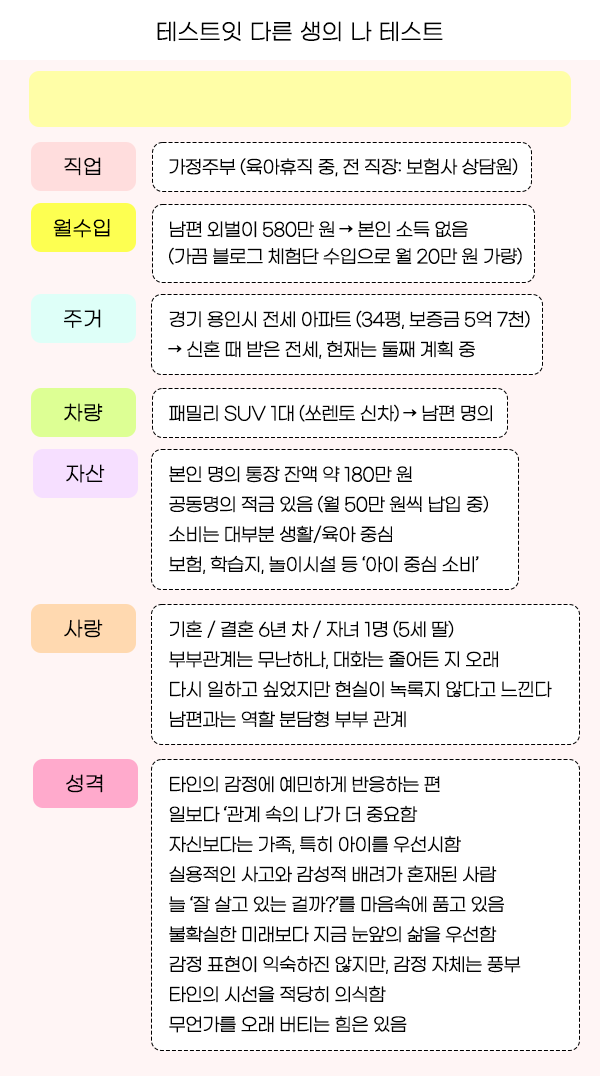 테스트잇 다른 생의 나 테스트
직업
가정주부 (육아휴직 중, 전 직장: 보험사 상담원)
월수입
남편 외벌이 580만 원 → 본인 소득 없음
(가끔 블로그 체험단 수입으로 월 20만 원 가량)
주거
경기 용인시 전세 아파트 (34평, 보증금 5억 7천)
→ 신혼 때 받은 전세, 현재는 둘째 계획 중
차량
패밀리 SUV 1대 (쏘렌토 신차) → 남편 명의
자산
본인 명의 통장 잔액 약 180만 원
공동명의 적금 있음 (월 50만 원씩 납입 중)
소비는 대부분 생활/육아 중심
보험, 학습지, 놀이시설 등 ‘아이 중심 소비’
사랑
기혼 / 결혼 6년 차 / 자녀 1명 (5세 딸)
부부관계는 무난하나, 대화는 줄어든 지 오래
다시 일하고 싶었지만 현실이 녹록지 않다고 느낀다
남편과는 역할 분담형 부부 관계
성격
타인의 감정에 예민하게 반응하는 편
일보다 ‘관계 속의 나’가 더 중요함
자신보다는 가족, 특히 아이를 우선시함
실용적인 사고와 감성적 배려가 혼재된 사람
늘 ‘잘 살고 있는 걸까?’를 마음속에 품고 있음
불확실한 미래보다 지금 눈앞의 삶을 우선함
감정 표현이 익숙하진 않지만, 감정 자체는 풍부
타인의 시선을 적당히 의식함
무언가를 오래 버티는 힘은 있음